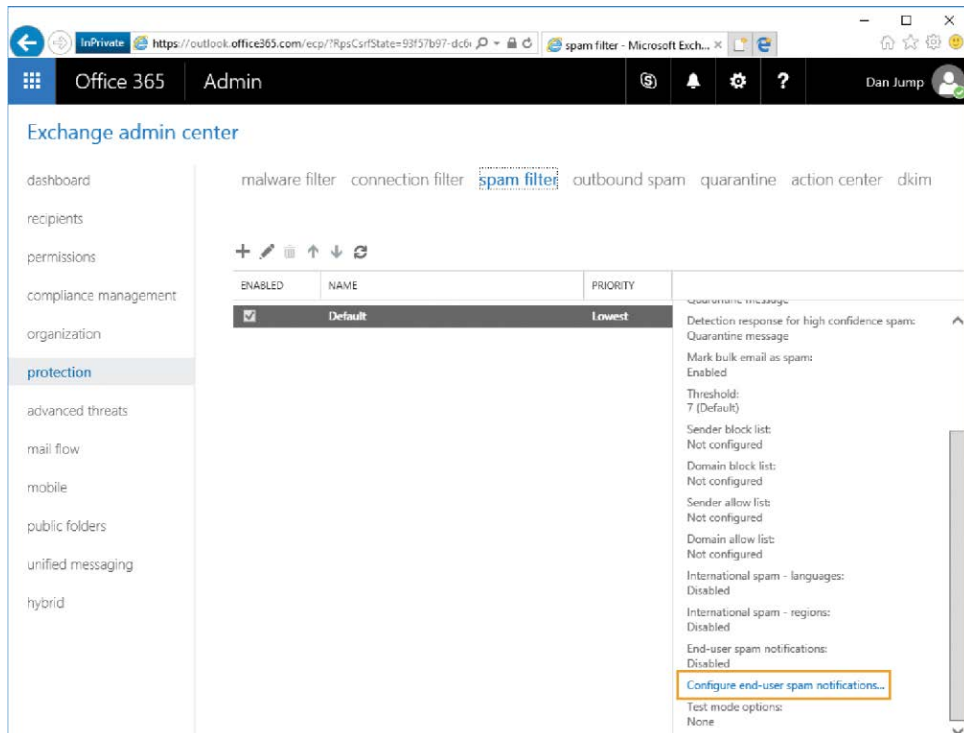 InPrivate https://outlook.office365.com/ecp/?RpsCsrfState=93f57b97-dc6 spam filter - Microsoft Exch...
Office 365 Admin Dan Jump
Exchange admin center
malware filter connection filter spam filter outbound spam quarantine action center dkim
dashboard
recipients
permissions
compliance management
organization
protection
advanced threats
mail flow
mobile
public folders
unified messaging
hybrid
ENABLED NAME PRIORITY
Default Lowest
Quarantine message
Detection response for high confidence spam:
Quarantine message
Mark bulk email as spam:
Enabled
Threshold:
7 (Default)
Sender block list:
Not configured
Domain block list:
Not configured
Sender allow list:
Not configured
Domain allow list:
Not configured
International spam - languages:
Disabled
International spam - regions:
Disabled
End-user spam notifications:
Disabled
Configure end-user spam notifications...
Test mode options:
None